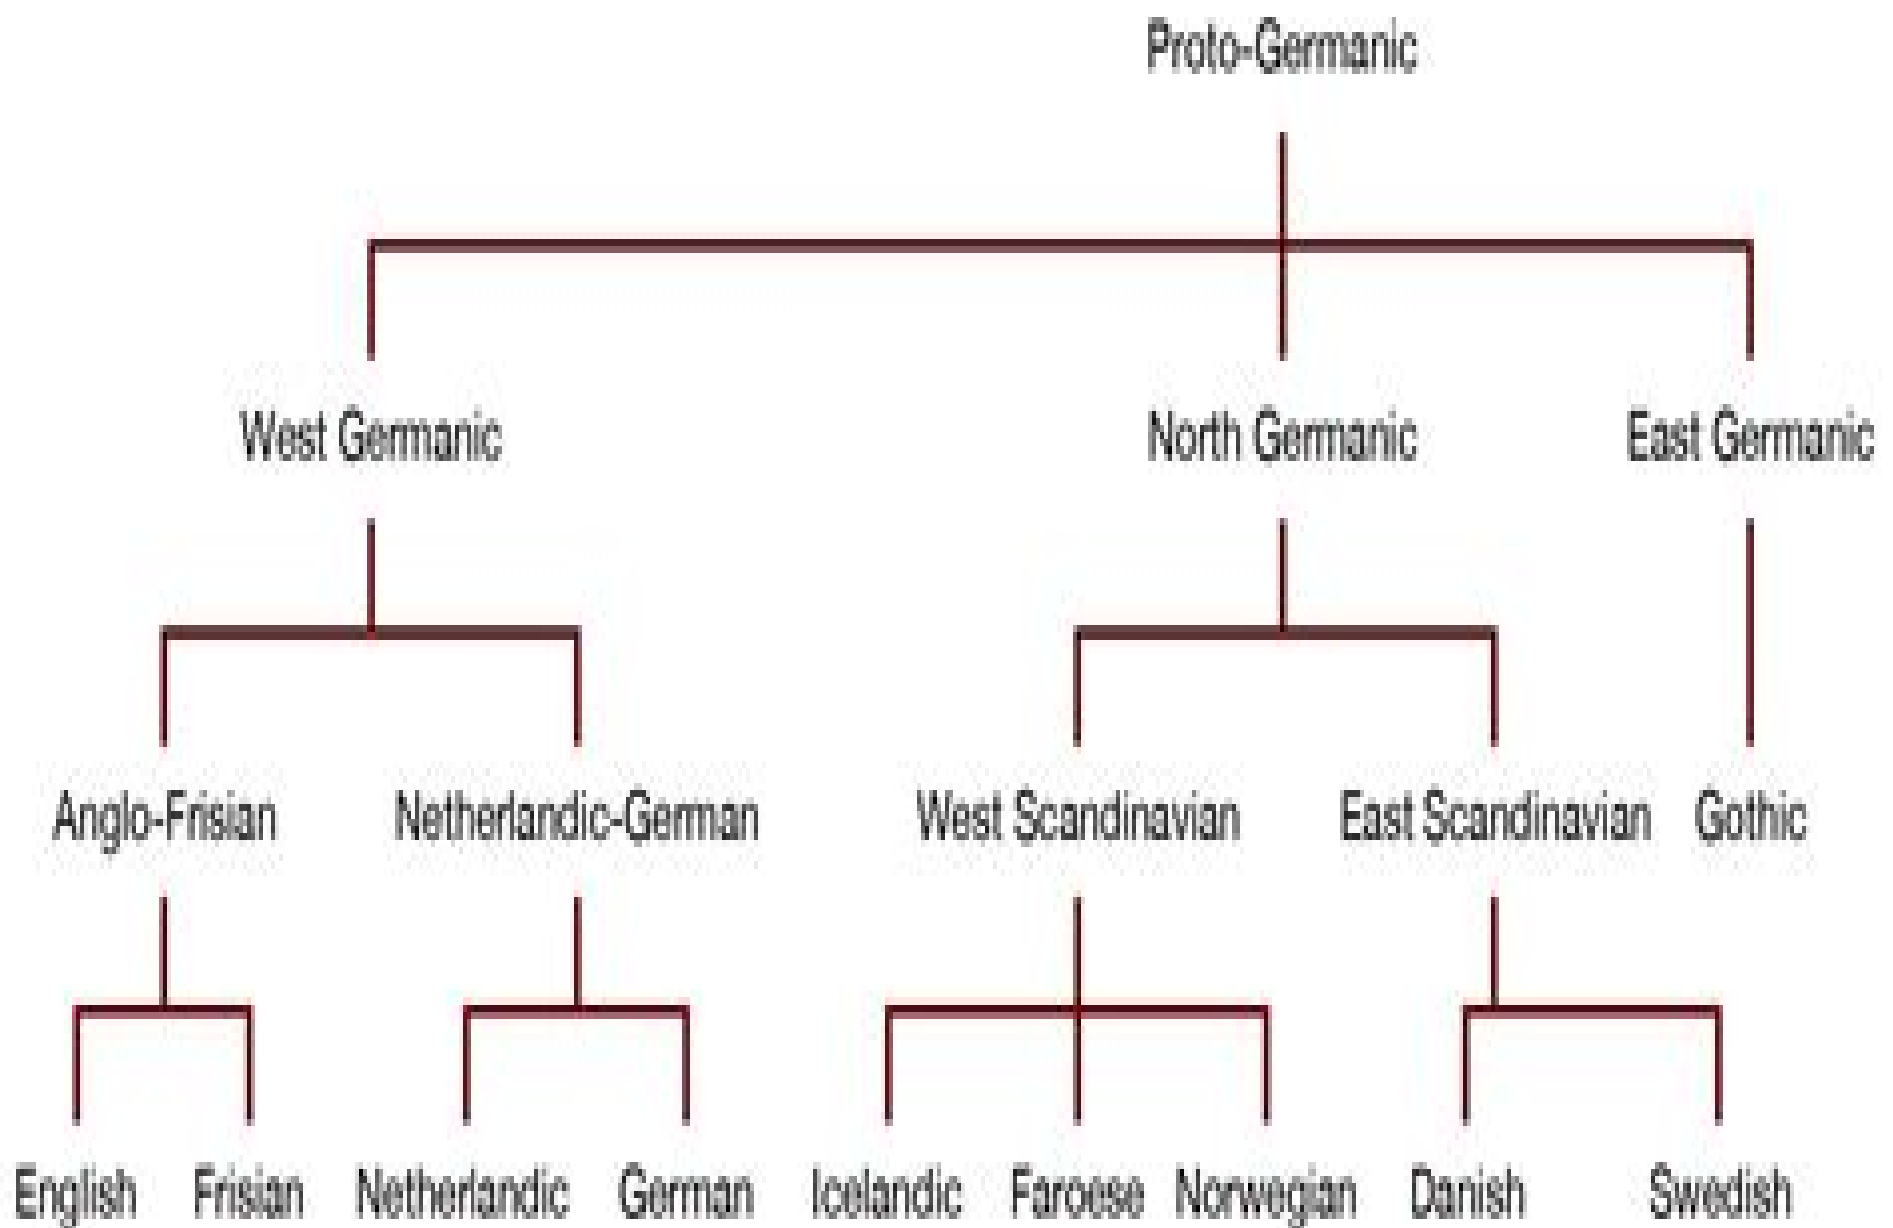 Proto-Germanic
West Germanic North Germanic East Germanic
Anglo-Frisian Netherlandic-German West Scandinavian East Scandinavian Gothic
English Frisian Netherlandic German Icelandic Faroese Norwegian Danish Swedish